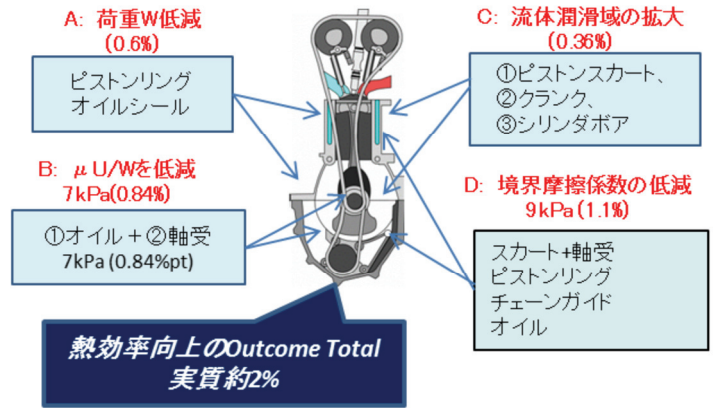 A: 荷重W低減
(0.6%)
ピストンリング
オイルシール
B: μU/Wを低減
7kPa(0.84%)
①オイル＋②軸受
7kPa (0.84%pt)
C: 流体潤滑域の拡大
(0.36%)
①ピストンスカート、
②クランク、
③シリンダボア
D: 境界摩擦係数の低減
9kPa (1.1%)
スカート+軸受
ピストンリング
チェーンガイド
オイル
熱効率向上のOutcome Total
実質約2%